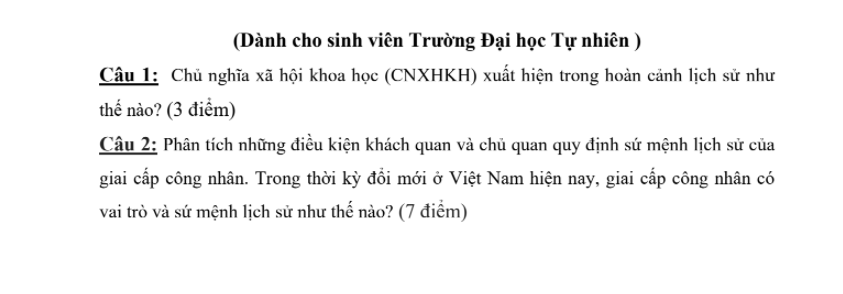 (Dành cho sinh viên Trường Đại học Tự nhiên )
Câu 1: Chủ nghĩa xã hội khoa học (CNXHKH) xuất hiện trong hoàn cảnh lịch sử như
thế nào? (3 điểm)
Câu 2: Phân tích những điều kiện khách quan và chủ quan quy định sứ mệnh lịch sử của
giai cấp công nhân. Trong thời kỳ đổi mới ở Việt Nam hiện nay, giai cấp công nhân có
vai trò và sứ mệnh lịch sử như thế nào? (7 điểm)